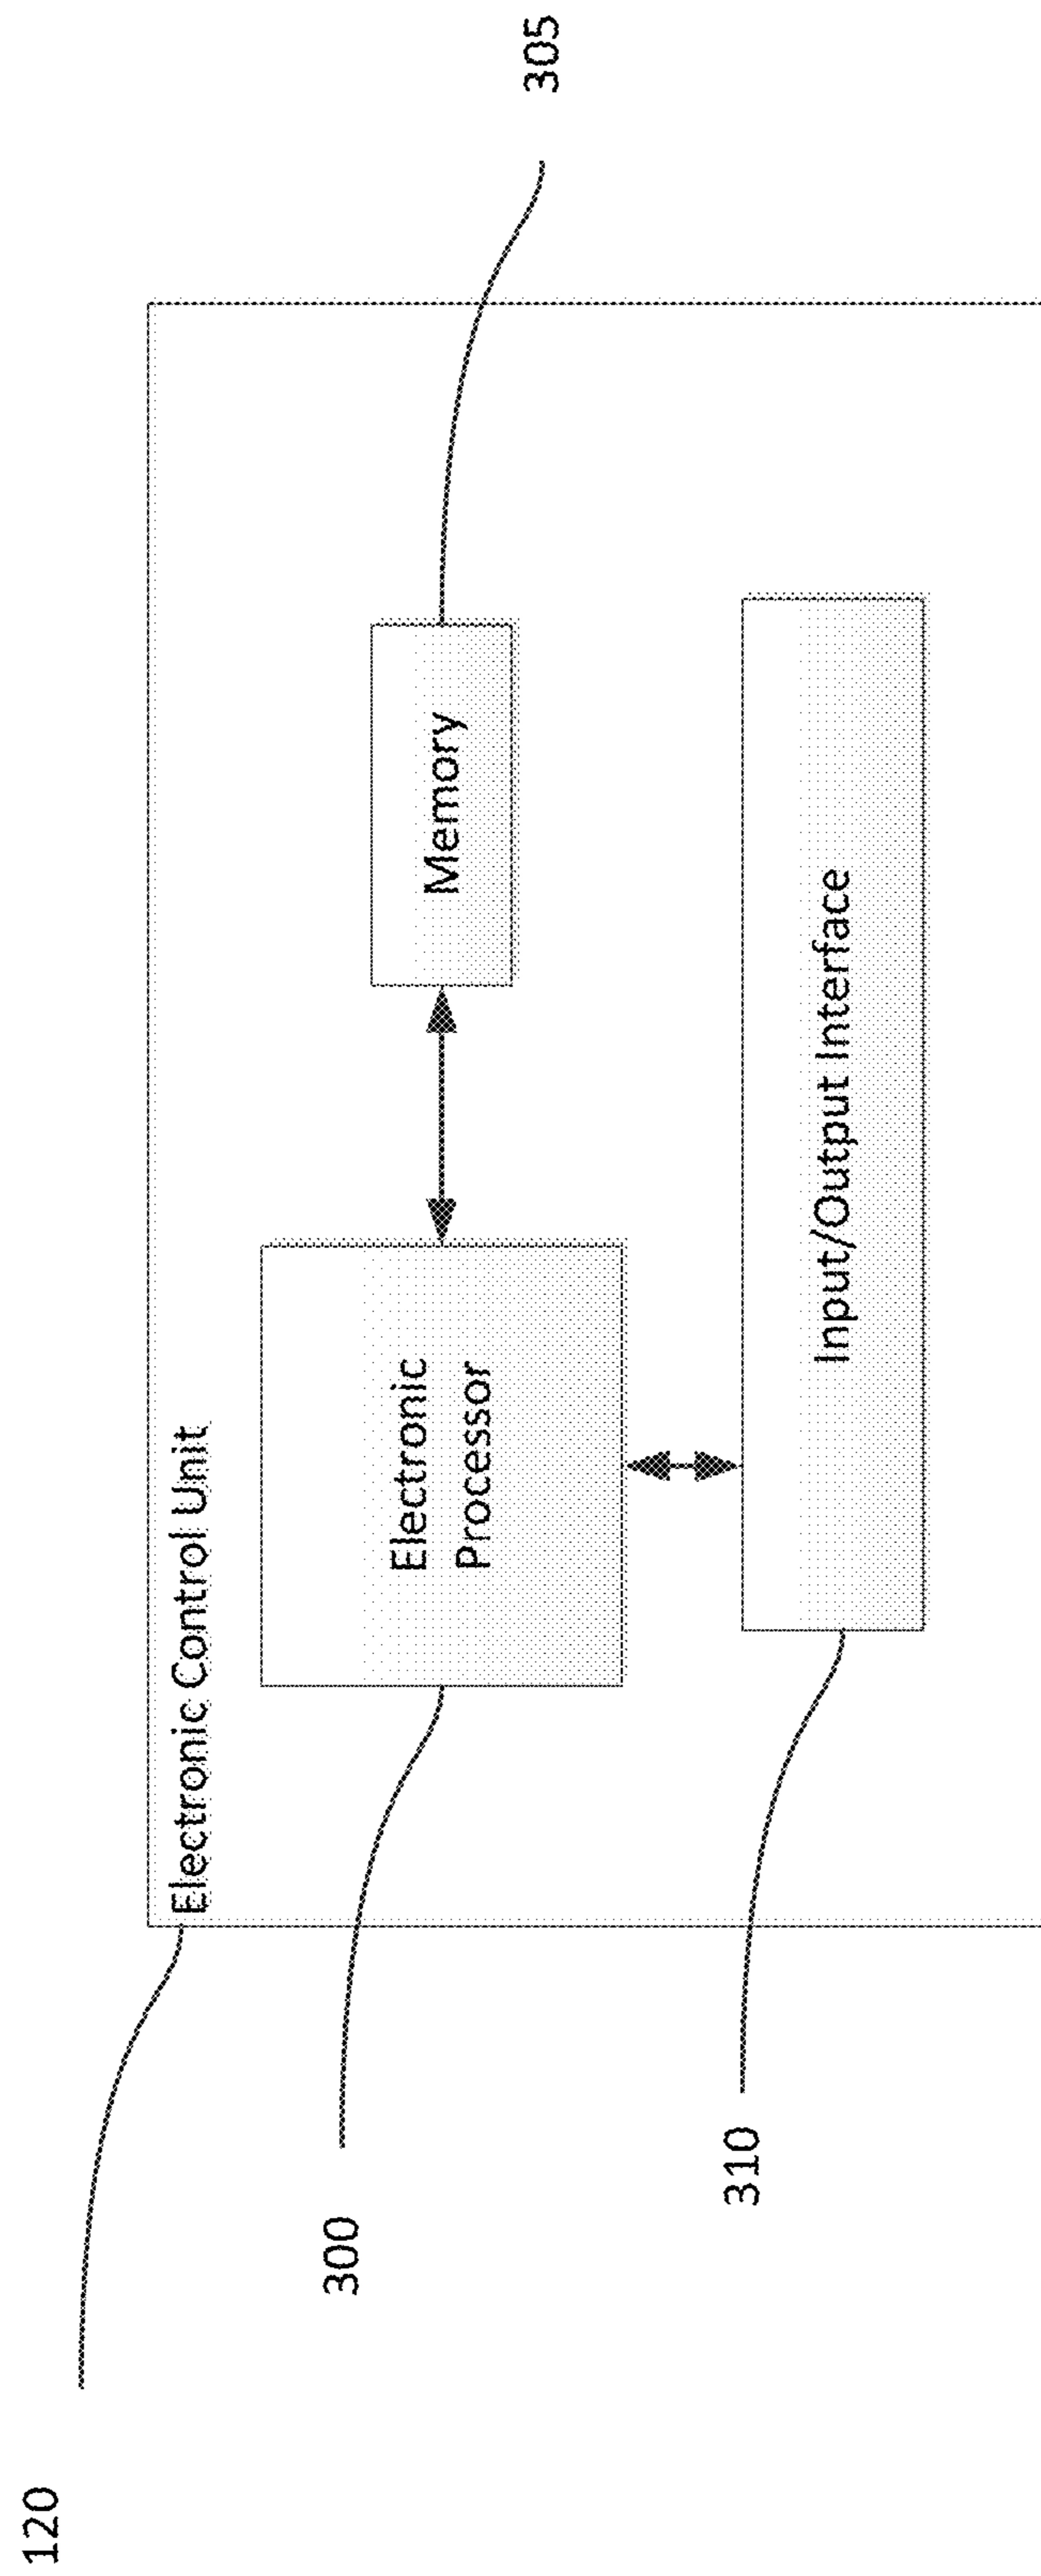 120
Electronic Control Unit
300
Electronic
Processor
Memory
305
310
Input/Output Interface